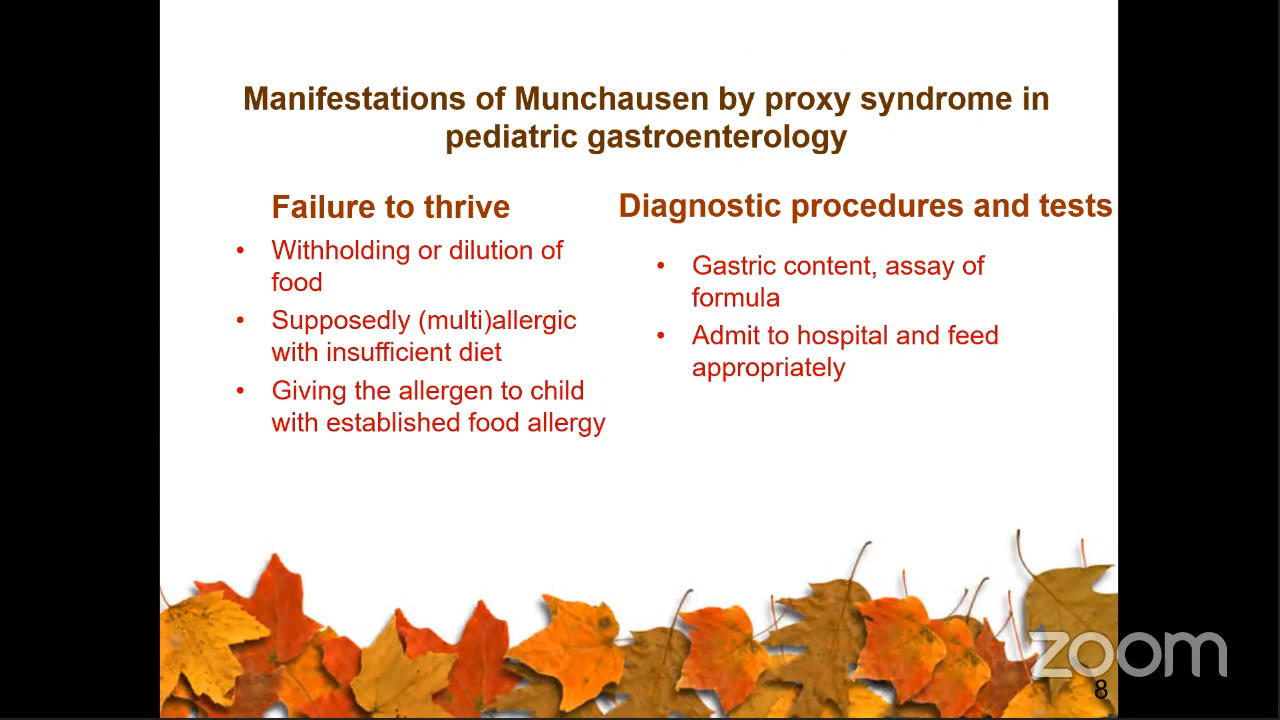 Manifestations of Munchausen by proxy syndrome in
pediatric gastroenterology
Failure to thrive
• Withholding or dilution of
food
• Supposedly (multi)allergic
with insufficient diet
• Giving the allergen to child
with established food allergy
Diagnostic procedures and tests
• Gastric content, assay of
formula
• Admit to hospital and feed
appropriately
zoom
8